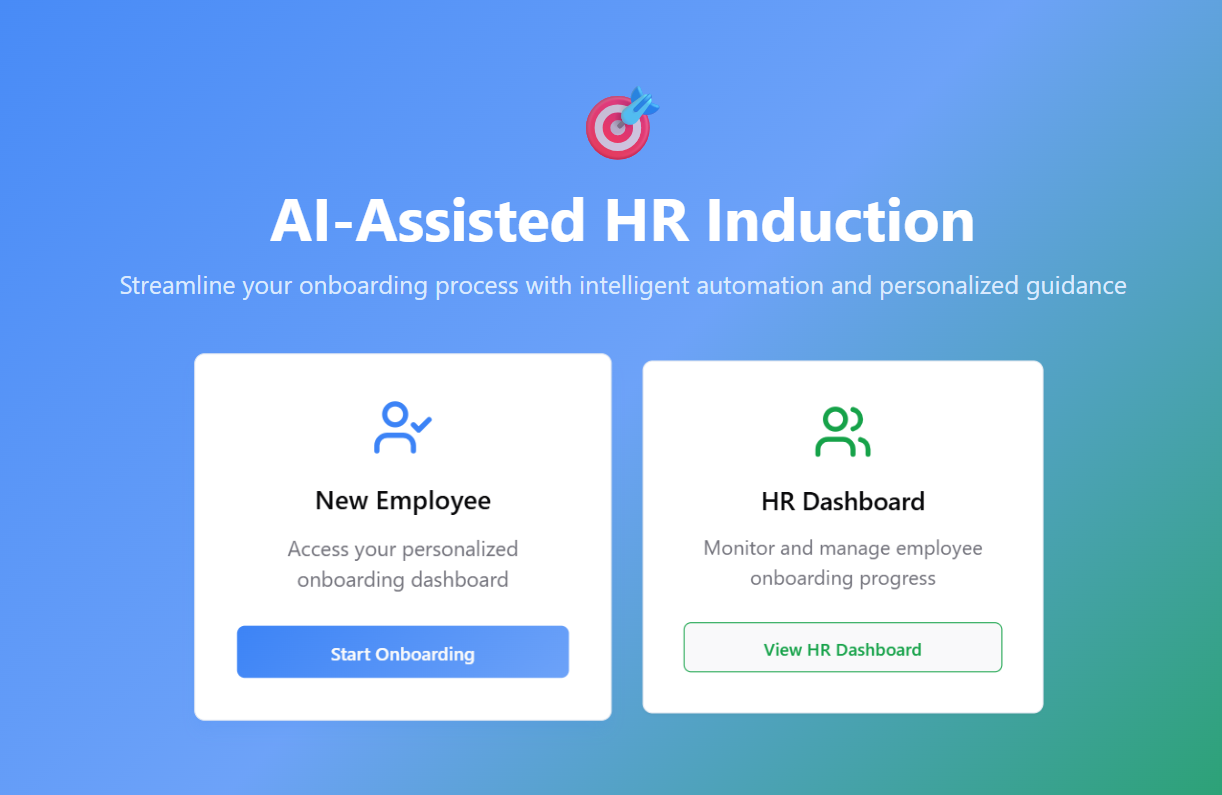 AI-Assisted HR Induction
Streamline your onboarding process with intelligent automation and personalized guidance
New Employee
Access your personalized
onboarding dashboard
Start Onboarding
HR Dashboard
Monitor and manage employee
onboarding progress
View HR Dashboard